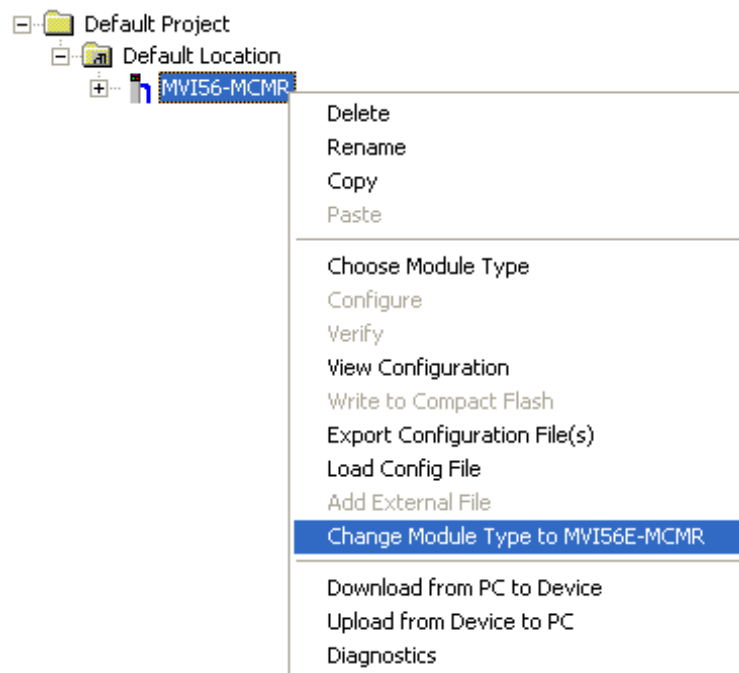 Default Project
Default Location
MVI56-MCMR
Delete
Rename
Copy
Paste
Choose Module Type
Configure
Verify
View Configuration
Write to Compact Flash
Export Configuration File(s)
Load Config File
Add External File
Change Module Type to MVI56E-MCMR
Download from PC to Device
Upload from Device to PC
Diagnostics